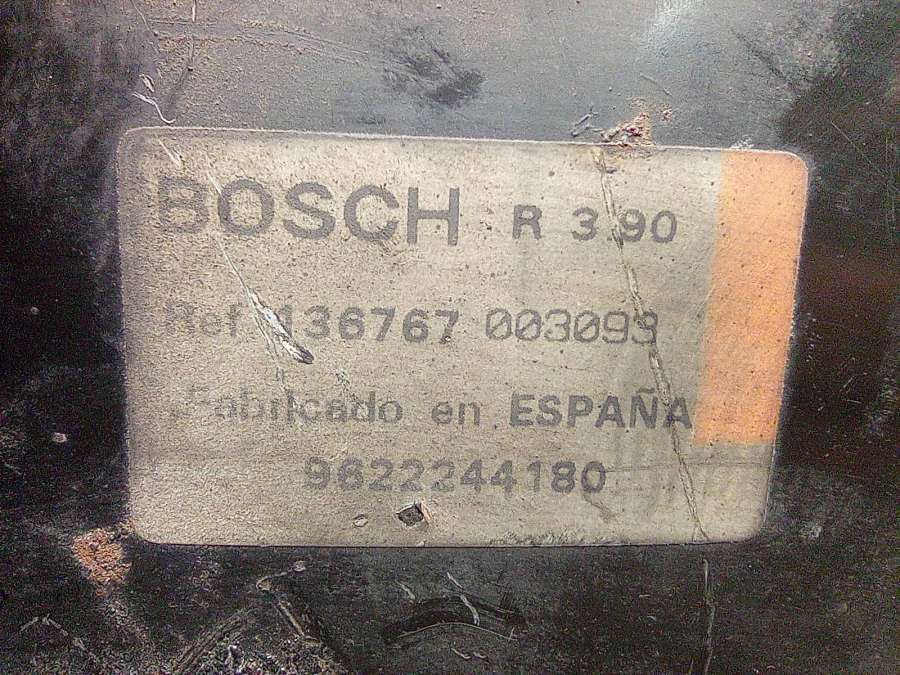 BOSCH R 3.90
Ref. 136767 003093
Fabricado en ESPAÑA
9622244180